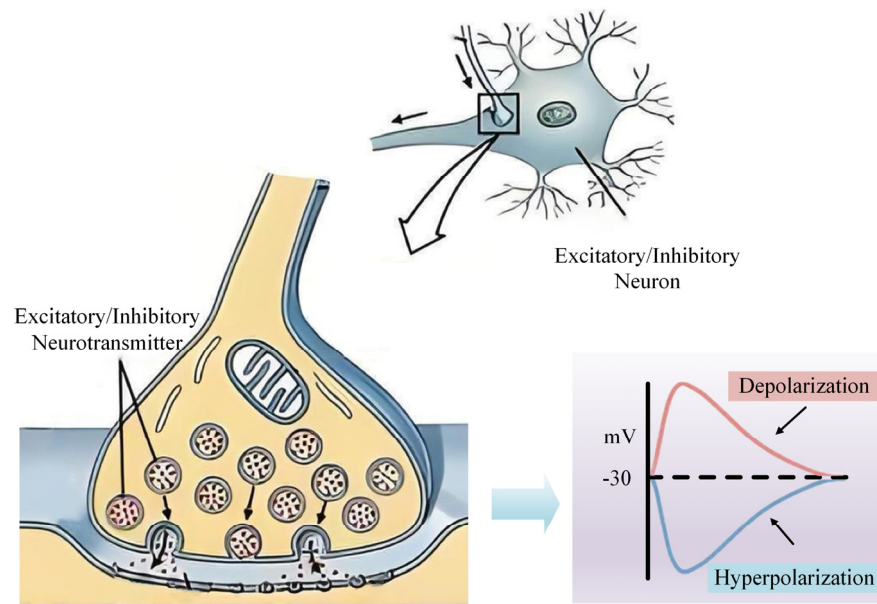 Excitatory/Inhibitory
Neuron
Excitatory/Inhibitory
Neurotransmitter
Depolarization
mV
-30
Hyperpolarization